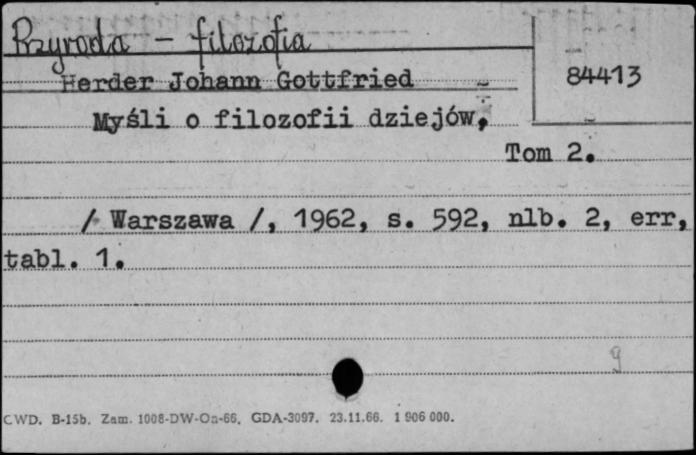 Przyroda – filozofia
Herder Johann Gottfried
84413
Myśli o filozofii dziejów,
Tom 2.
/ Warszawa /, 1962, s. 592, nlb. 2, err,
tabl. 1.
g
CWD. B-15b. Zam. 1008-DW-On-66. GDA-3097. 23.11.66. 1 906 000.